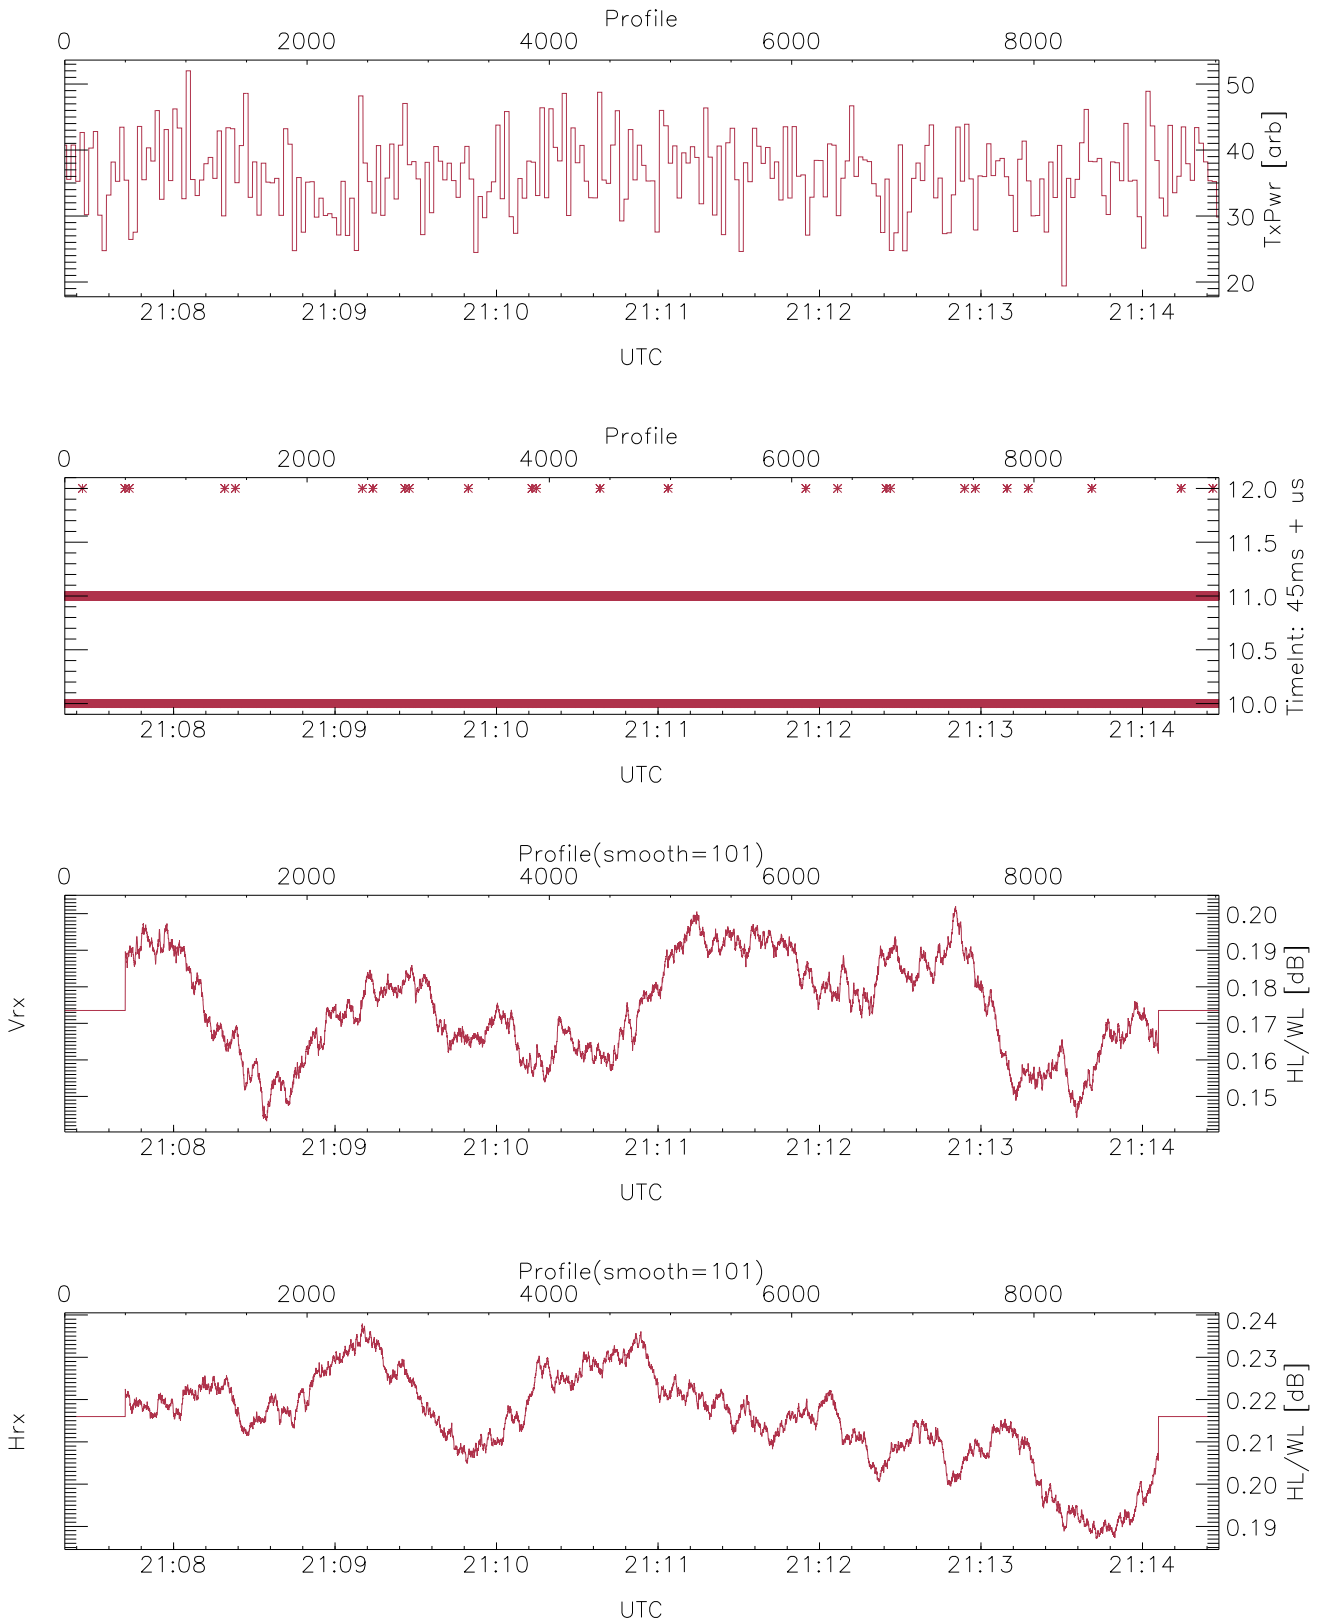 Profile
0 2000 4000 6000 8000
50
40
30
20
TxPwr [arb]
21:08 21:09 21:10 21:11 21:12 21:13 21:14
UTC
Profile
0 2000 4000 6000 8000
12.0
11.5
11.0
10.5
10.0
TimeInt: 45ms + us
21:08 21:09 21:10 21:11 21:12 21:13 21:14
UTC
Profile(smooth=101)
0 2000 4000 6000 8000
Vrx
0.20
0.19
0.18
0.17
0.16
0.15
HL/WL [dB]
21:08 21:09 21:10 21:11 21:12 21:13 21:14
UTC
Profile(smooth=101)
0 2000 4000 6000 8000
Hrx
0.24
0.23
0.22
0.21
0.20
0.19
HL/WL [dB]
21:08 21:09 21:10 21:11 21:12 21:13 21:14
UTC